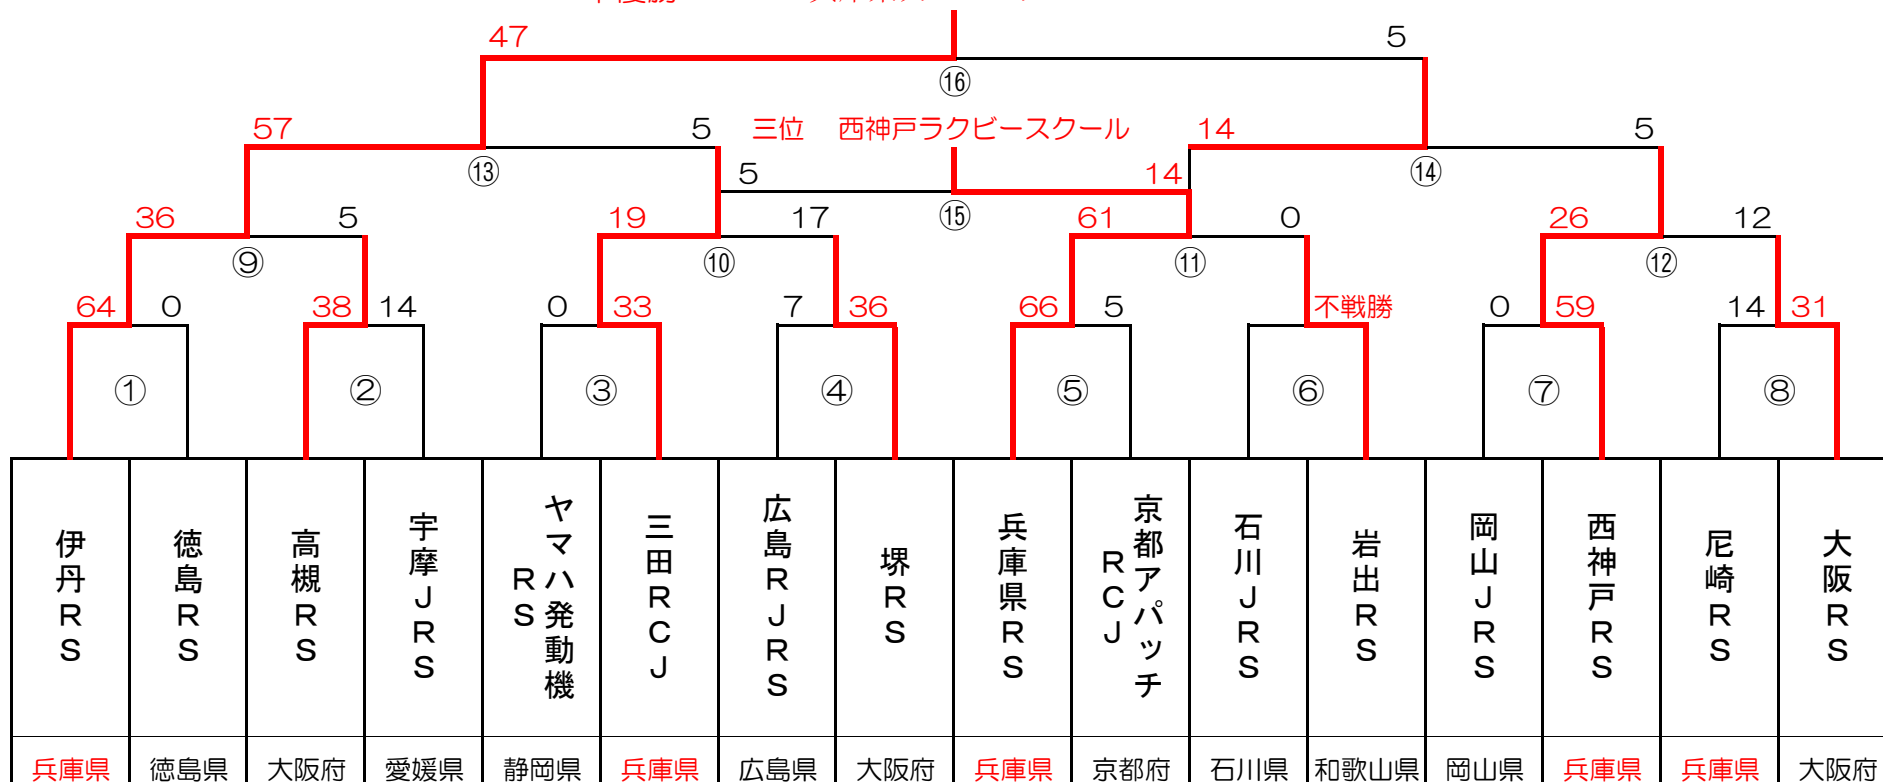 47 5
⑯
57 5 三位 西神戸ラグビースクール 14 5
⑬ 5 14 ⑭
36 5 19 17 ⑮ 61 0 26 12
⑨ ⑩ ⑪ ⑫
64 0 38 14 0 33 7 36 66 5 不戦勝 0 59 14 31
① ② ③ ④ ⑤ ⑥ ⑦ ⑧
伊丹RS
徳島RS
高槻RS
宇摩JRS
ヤマハ発動機
RS
三田RCJ
広島RJRS
堺RS
兵庫県RS
京都アパッチ
RCJ
石川JRS
岩出RS
岡山JRS
西神戸RS
尼崎RS
大阪RS
兵庫県 徳島県 大阪府 愛媛県 静岡県 兵庫県 広島県 大阪府 兵庫県 京都府 石川県 和歌山県 岡山県 兵庫県 兵庫県 大阪府